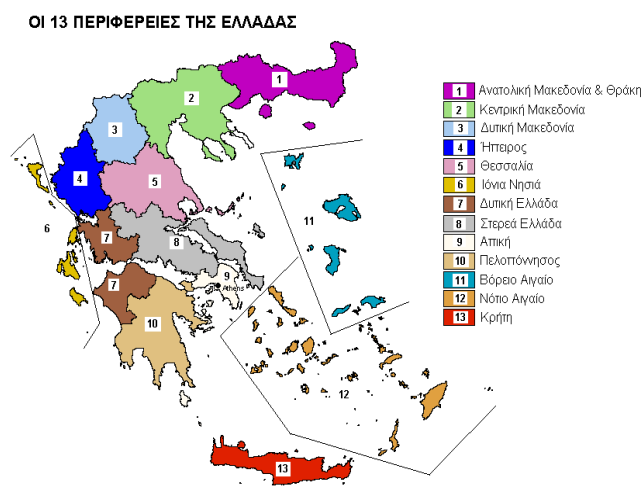 ΟΙ 13 ΠΕΡΙΦΕΡΕΙΕΣ ΤΗΣ ΕΛΛΑΔΑΣ
1
2
3
4
5
6
7
7
8
9
Athens
10
11
12
13
1 Ανατολική Μακεδονία & Θράκη
2 Κεντρική Μακεδονία
3 Δυτική Μακεδονία
4 Ήπειρος
5 Θεσσαλία
6 Ιόνια Νησιά
7 Δυτική Ελλάδα
8 Στερεά Ελλάδα
9 Αττική
10 Πελοπόννησος
11 Βόρειο Αιγαίο
12 Νότιο Αιγαίο
13 Κρήτη